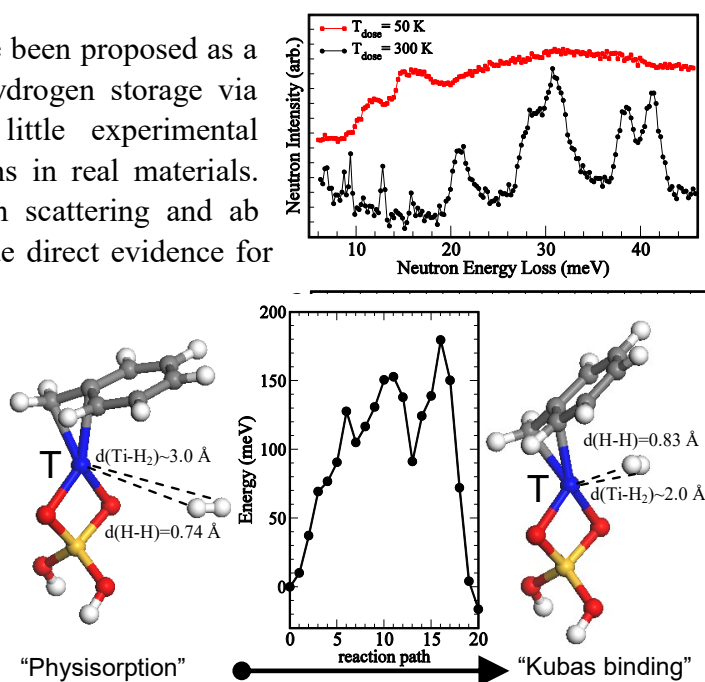 e been proposed as a
ydrogen storage via
little experimental
ns in real materials.
n scattering and ab
e direct evidence for
T dose = 50 K
T dose = 300 K
Neutron Intensity (arb.)
10 20 30 40
Neutron Energy Loss (meV)
T
d(Ti-H2)~3.0 Å
d(H-H)=0.74 Å
"Physisorption"
200
150
100
50
0
Energy (meV)
0 5 10 15 20
reaction path
d(H-H)=0.83 Å
T
d(Ti-H2)~2.0 Å
"Kubas binding"